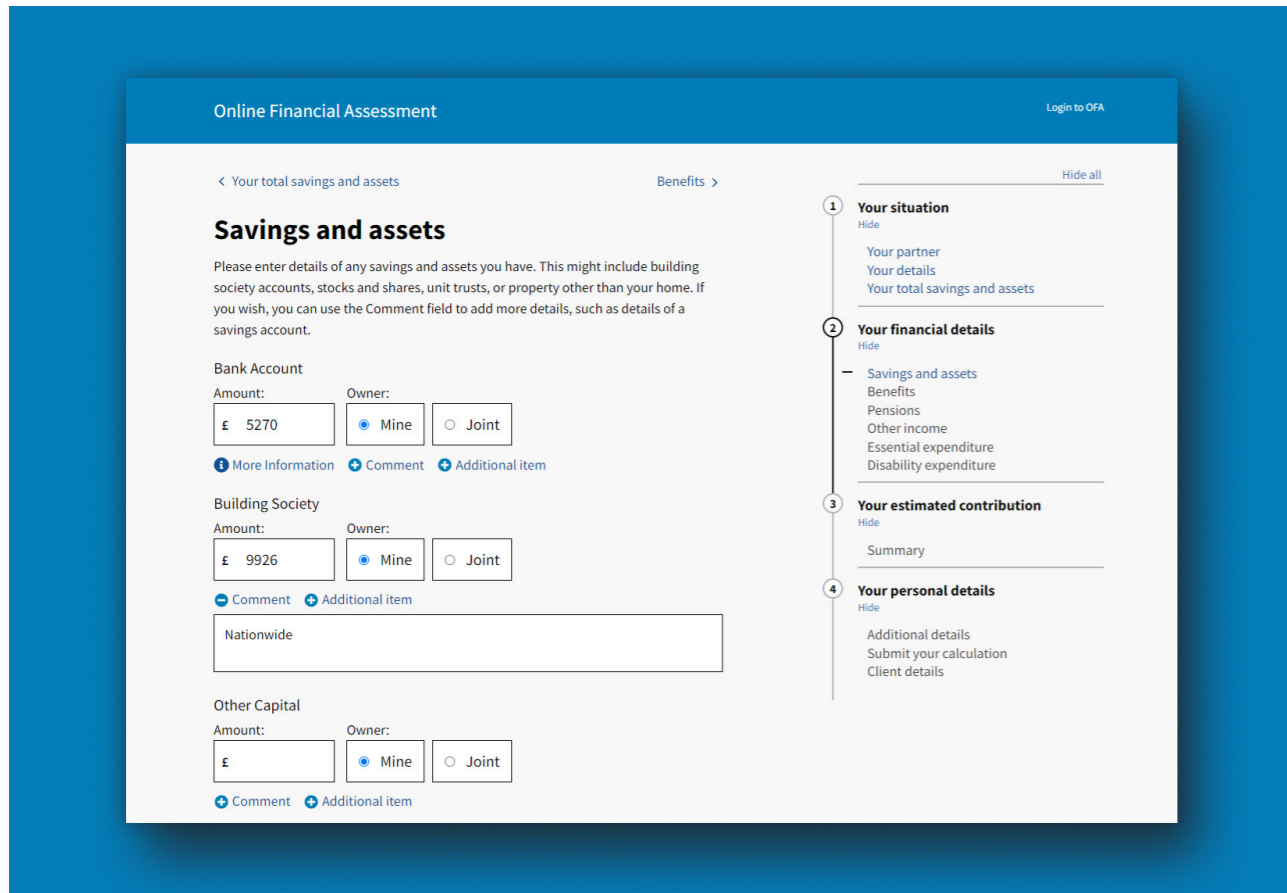 Online Financial Assessment
Login to OFA
Your total savings and assets
Benefits
Savings and assets
Please enter details of any savings and assets you have. This might include building
society accounts, stocks and shares, unit trusts, or property other than your home. If
you wish, you can use the Comment field to add more details, such as details of a
savings account.
Bank Account
Amount: Owner:
£ 5270 Mine Joint
More Information Comment Additional item
Building Society
Amount: Owner:
£ 9926 Mine Joint
Comment Additional item
Nationwide
Other Capital
Amount: Owner:
£ Mine Joint
Comment Additional item
Hide all
1 Your situation
Hide
Your partner
Your details
Your total savings and assets
2 Your financial details
Hide
Savings and assets
Benefits
Pensions
Other income
Essential expenditure
Disability expenditure
3 Your estimated contribution
Hide
Summary
4 Your personal details
Hide
Additional details
Submit your calculation
Client details